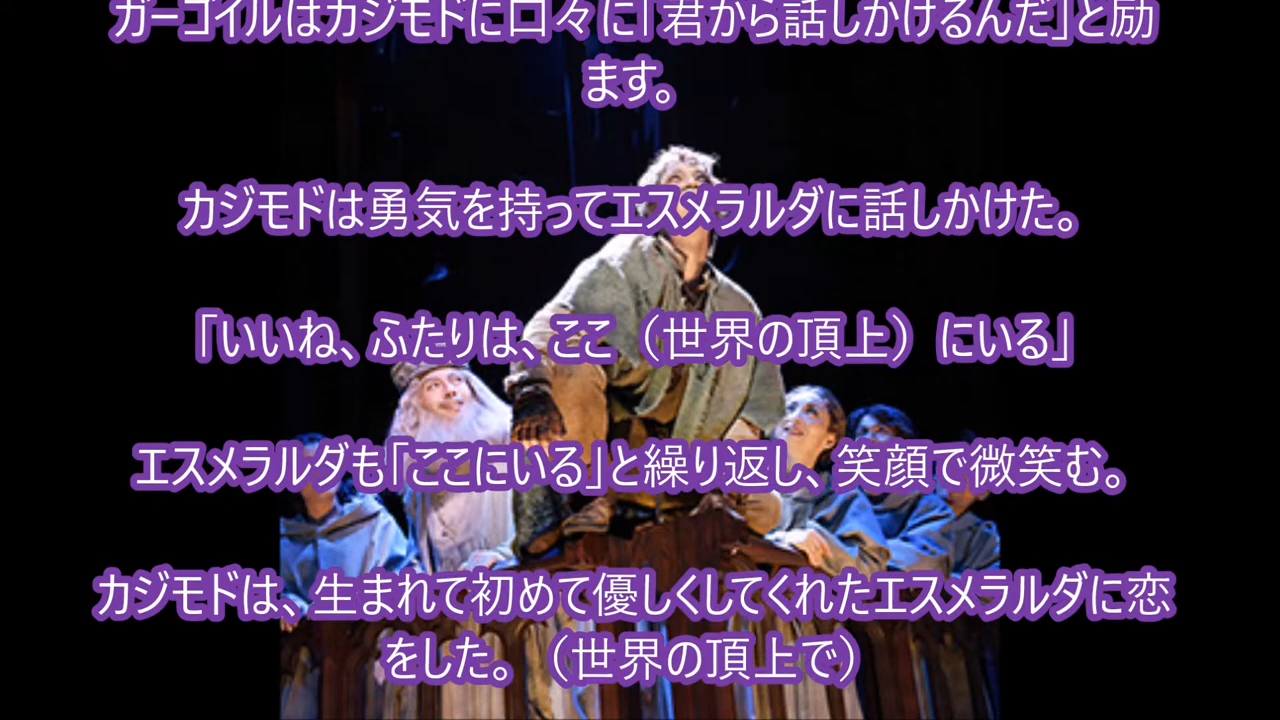 ガーゴイルはカジモドに口々に「君から話しかけるんだ」と励
ます。
カジモドは勇気を持ってエスメラルダに話しかけた。
「いいね、ふたりは、ここ（世界の頂上）にいる」
エスメラルダも「ここにいる」と繰り返し、笑顔で微笑む。
カジモドは、生まれて初めて優しくしてくれたエスメラルダに恋
をした。（世界の頂上で）